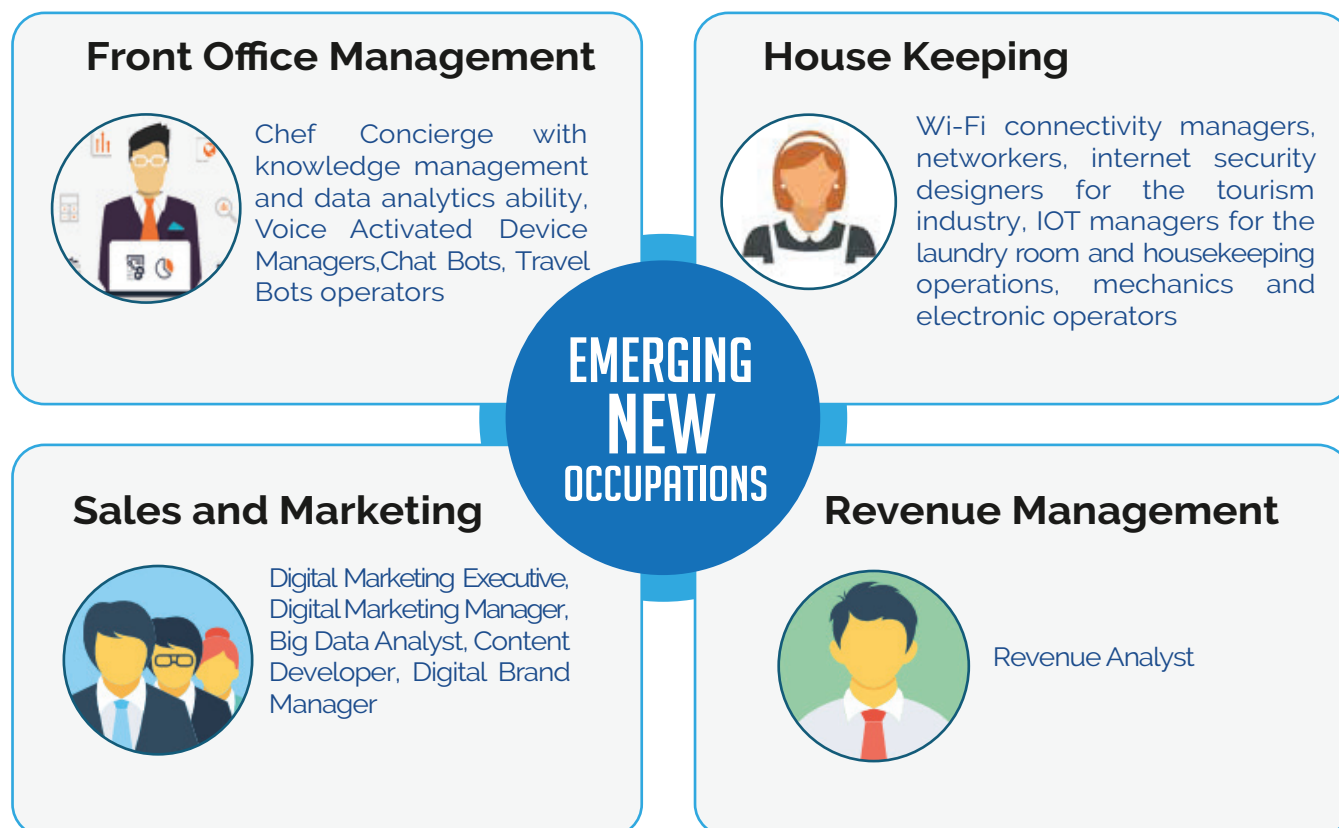 Front Office Management
Chef Concierge with
knowledge management
and data analytics ability,
Voice Activated Device
Managers,Chat Bots, Travel
Bots operators
House Keeping
Wi-Fi connectivity managers,
networkers, internet security
designers for the tourism
industry, IOT managers for the
laundry room and housekeeping
operations, mechanics and
electronic operators
EMERGING
NEW
OCCUPATIONS
Sales and Marketing
Digital Marketing Executive,
Digital Marketing Manager,
Big Data Analyst, Content
Developer, Digital Brand
Manager
Revenue Management
Revenue Analyst